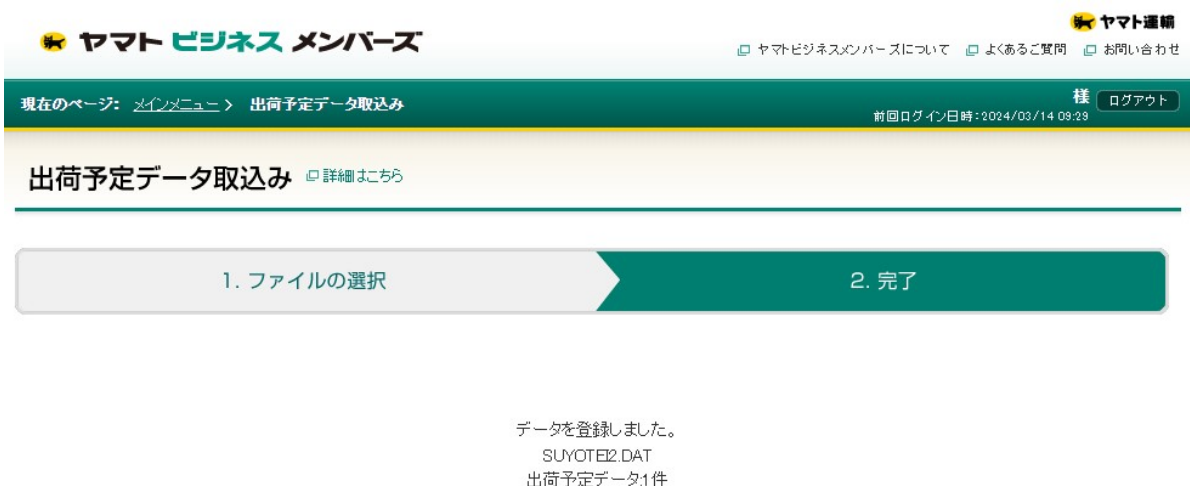 ヤマト ビジネス メンバーズ
ヤマト運輸
ヤマトビジネスメンバーズについて よくあるご質問 お問い合わせ
現在のページ: メインメニュー > 出荷予定データ取込み
様 ログアウト
前回ログイン日時:2024/03/14 09:29
出荷予定データ取込み 詳細はこちら
1. ファイルの選択
2. 完了
データを登録しました。
SUYOTEI2.DAT
出荷予定データ:1件